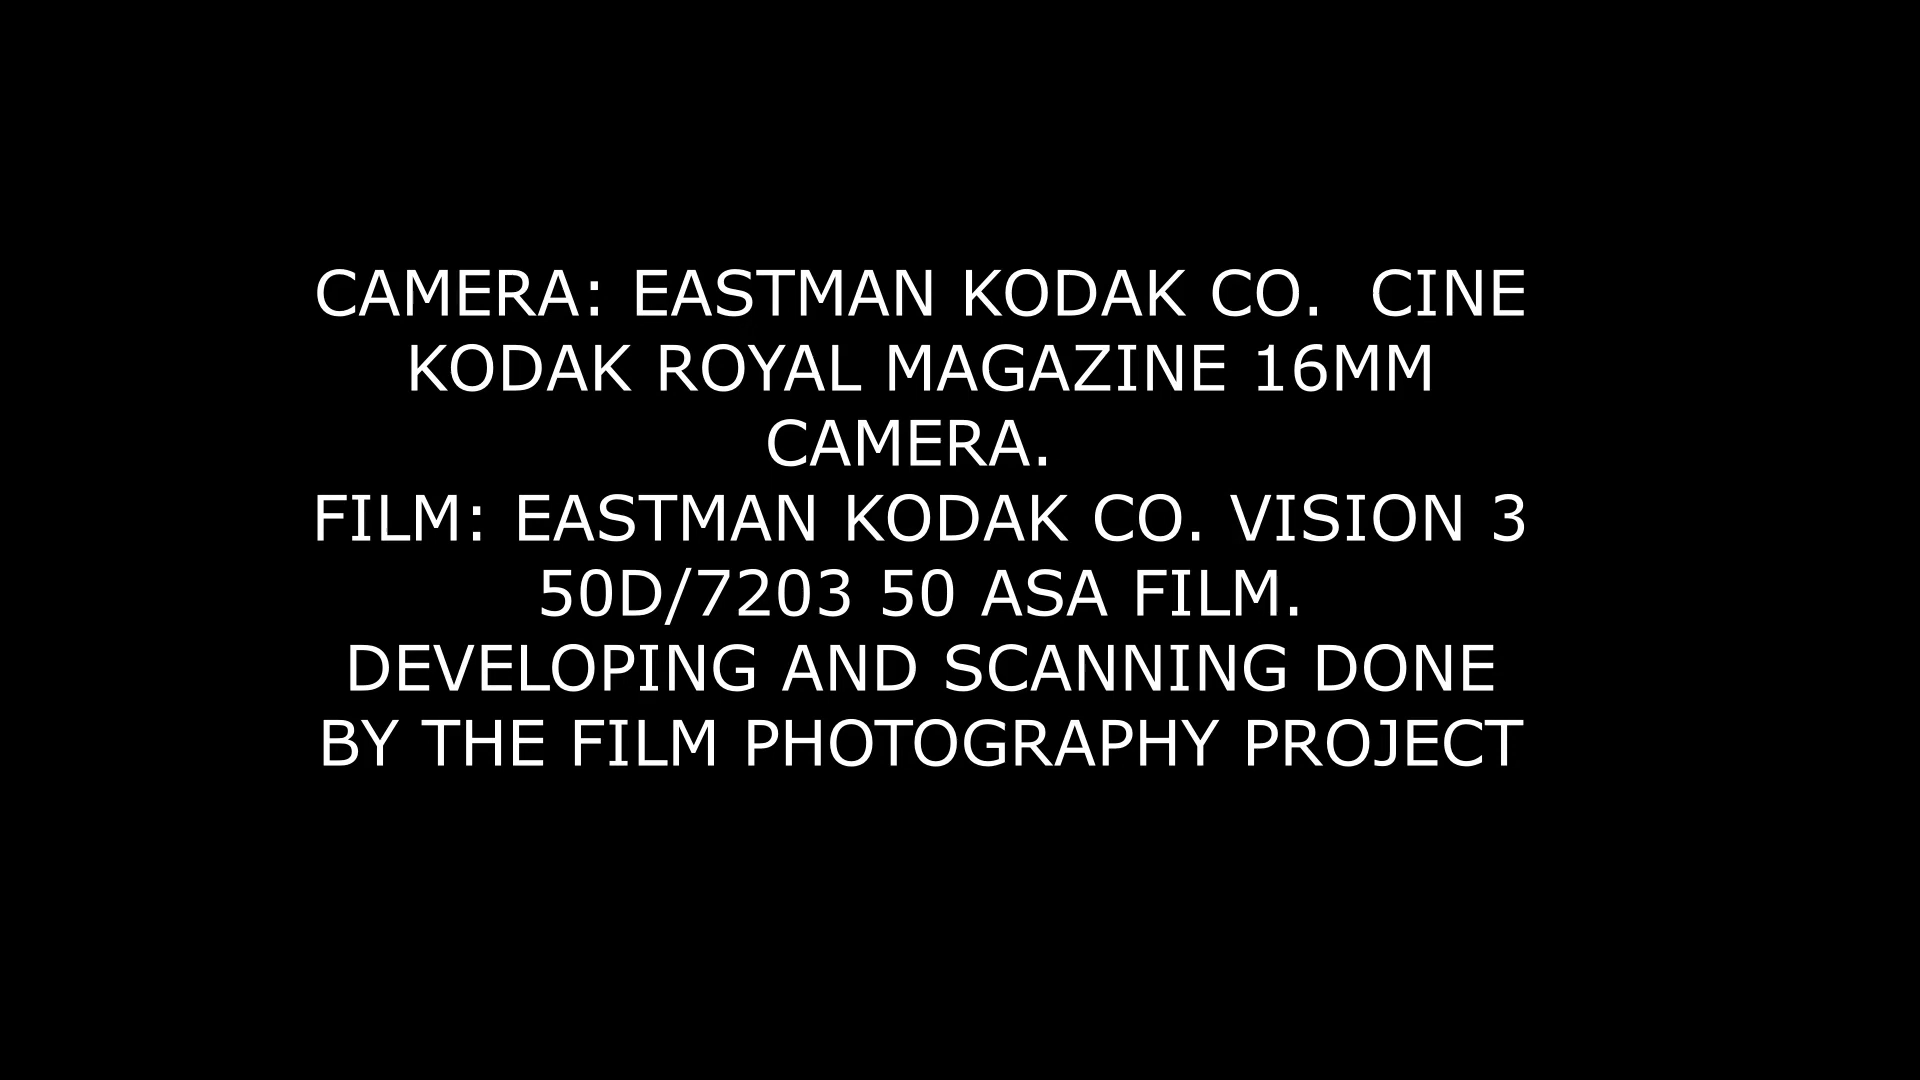 CAMERA: EASTMAN KODAK CO.  CINE
KODAK ROYAL MAGAZINE 16MM
CAMERA.
FILM: EASTMAN KODAK CO. VISION 3
50D/7203 50 ASA FILM.
DEVELOPING AND SCANNING DONE
BY THE FILM PHOTOGRAPHY PROJECT